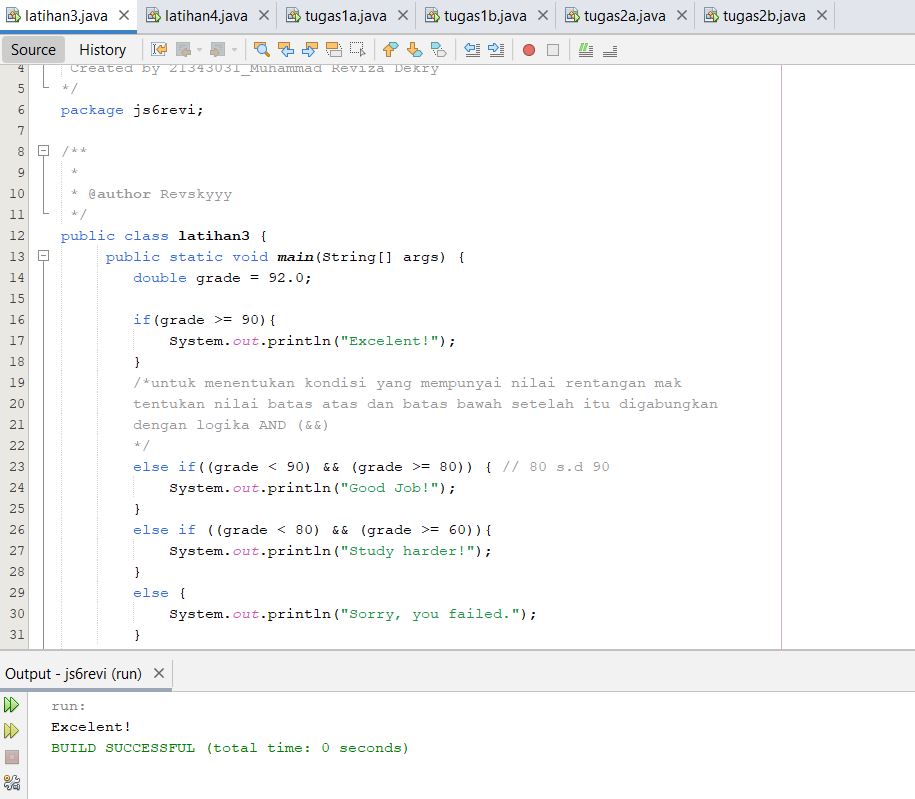 latihan3.java latihan4.java tugas1a.java tugas1b.java tugas2a.java tugas2b.java
Source History
4 Created by 21343031_Muhammad Reviza Dekry
5 */
6 package js6revi;
7
8 /**
9 *
10 * @author Revskyyy
11 */
12 public class latihan3 {
13 public static void main(String[] args) {
14 double grade = 92.0;
15
16 if(grade >= 90){
17 System.out.println("Excelent!");
18 }
19 /*untuk menentukan kondisi yang mempunyai nilai rentangan mak
20 tentukan nilai batas atas dan batas bawah setelah itu digabungkan
21 dengan logika AND (&&)
22 */
23 else if((grade < 90) && (grade >= 80)) { // 80 s.d 90
24 System.out.println("Good Job!");
25 }
26 else if ((grade < 80) && (grade >= 60)){
27 System.out.println("Study harder!");
28 }
29 else {
30 System.out.println("Sorry, you failed.");
31 }
Output - js6revi (run)
run:
Excelent!
BUILD SUCCESSFUL (total time: 0 seconds)